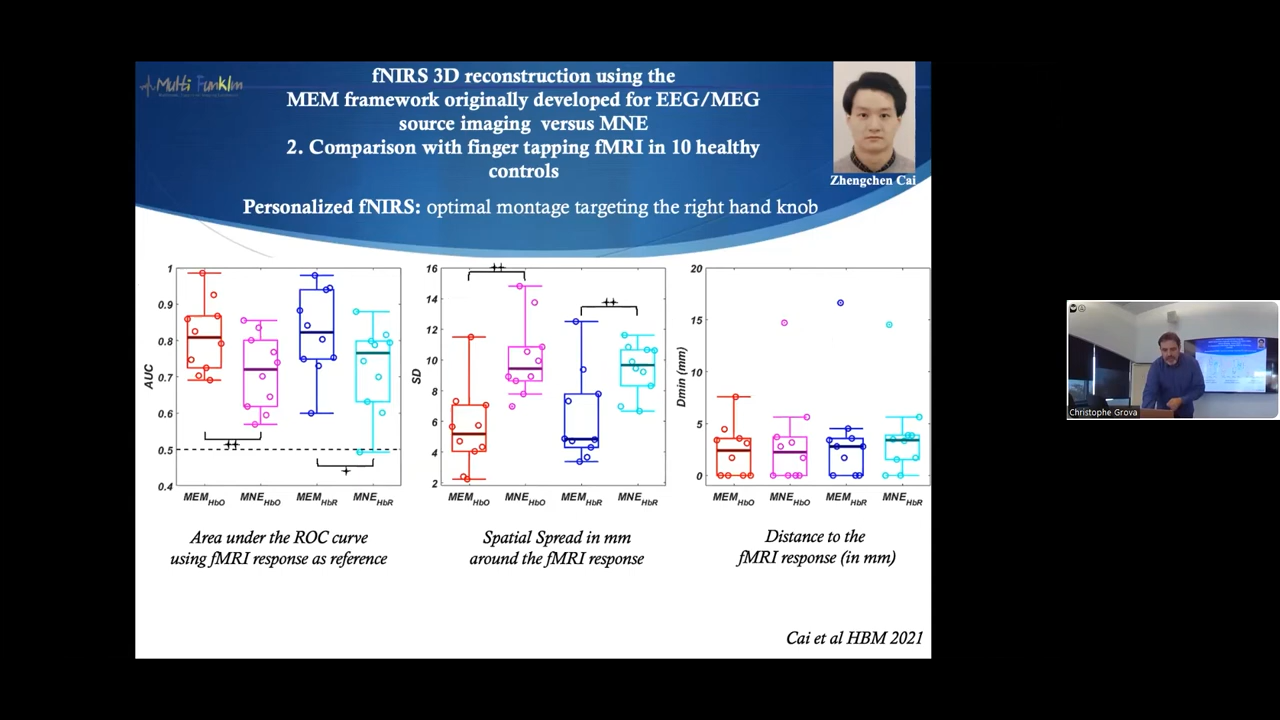 Multi FunkIm
fNIRS 3D reconstruction using the
MEM framework originally developed for EEG/MEG
source imaging versus MNE
2. Comparison with finger tapping fMRI in 10 healthy
controls
Zhengchen Cai
Personalized fNIRS: optimal montage targeting the right hand knob
1
0.9
0.8
0.7
0.6
0.5
0.4
AUC
++
+
MEM HbO MNE HbO MEM HbR MNE HbR
Area under the ROC curve
using fMRI response as reference
16
14
12
10
8
6
4
2
SD
++
++
MEM HbO MNE HbO MEM HbR MNE HbR
Spatial Spread in mm
around the fMRI response
20
15
10
5
0
Dmin (mm)
MEM HbO MNE HbO MEM HbR MNE HbR
Distance to the
fMRI response (in mm)
Cai et al HBM 2021
Christophe Grova